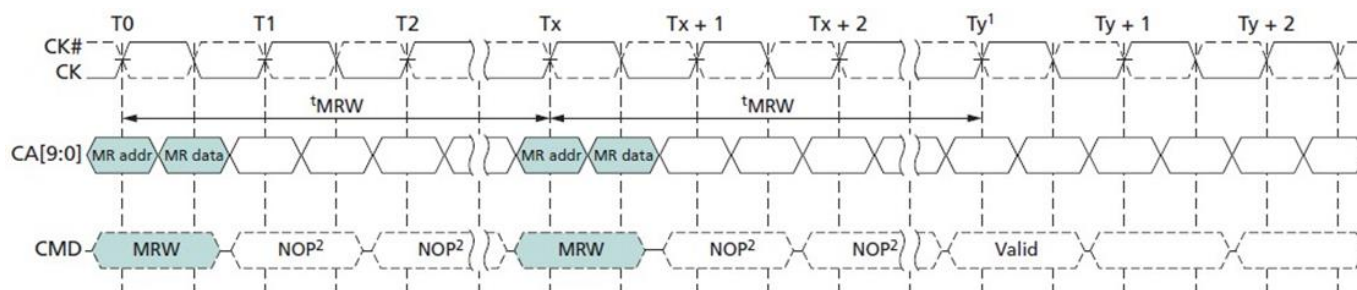 T0 T1 T2 Tx Tx + 1 Tx + 2 Ty¹ Ty + 1 Ty + 2
CK#
CK
ᵗMRW ᵗMRW
CA[9:0] MR addr MR data MR addr MR data
CMD MRW NOP² NOP² MRW NOP² NOP² Valid